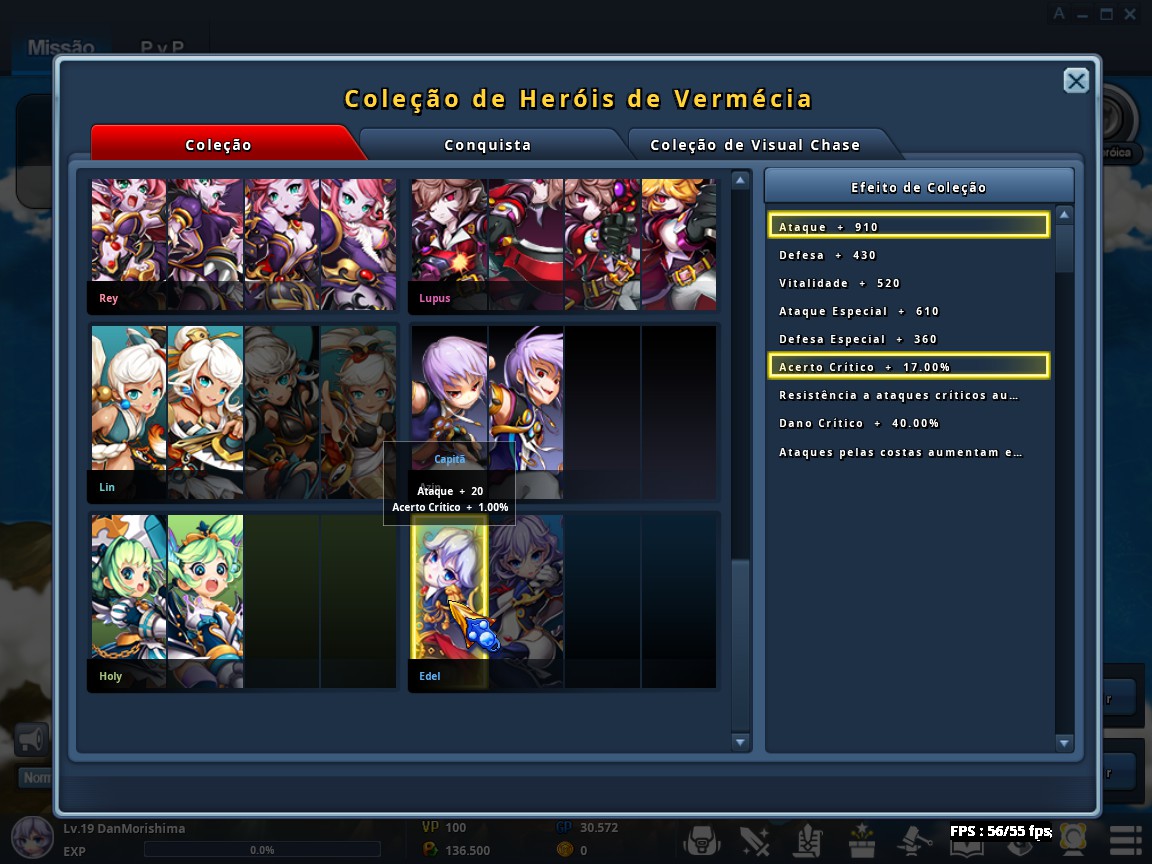 A
Missão
P v P
Coleção de Heróis de Vermécia
Coleção
Conquista
Coleção de Visual Chase
Efeito de Coleção
Ataque + 910
Defesa + 430
Vitalidade + 520
Ataque Especial + 610
Defesa Especial + 360
Acerto Crítico + 17.00%
Resistência a ataques críticos au...
Dano Crítico + 40.00%
Ataques pelas costas aumentam e...
Rey
Lupus
Lin
Azin
Capitã
Ataque + 20
Acerto Crítico + 1.00%
Holy
Edel
Norm
Lv.19 DanMorishima
EXP
0.0%
VP 100
136.500
GP 30.572
0
FPS : 56/55 fps